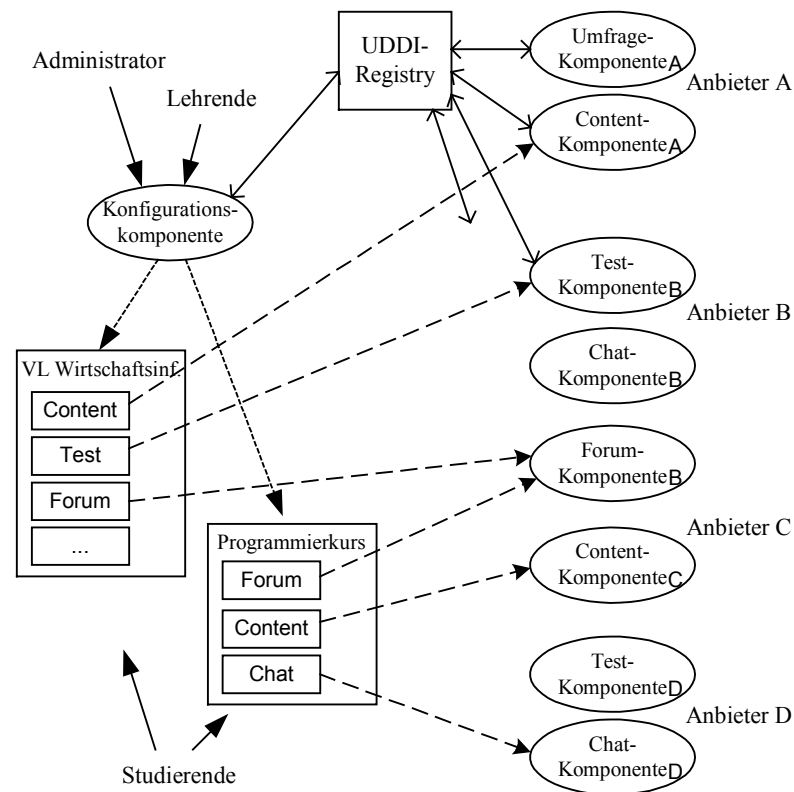 UDDI-
Registry
Umfrage-
KomponenteA
Anbieter A
Content-
KomponenteA
Administrator
Lehrende
Konfigurations-
komponente
Test-
KomponenteB
Anbieter B
Chat-
KomponenteB
VL Wirtschaftsinf.
Content
Test
Forum
...
Forum-
KomponenteB
Anbieter C
Content-
KomponenteC
Programmierkurs
Forum
Content
Chat
Test-
KomponenteD
Anbieter D
Chat-
KomponenteD
Studierende